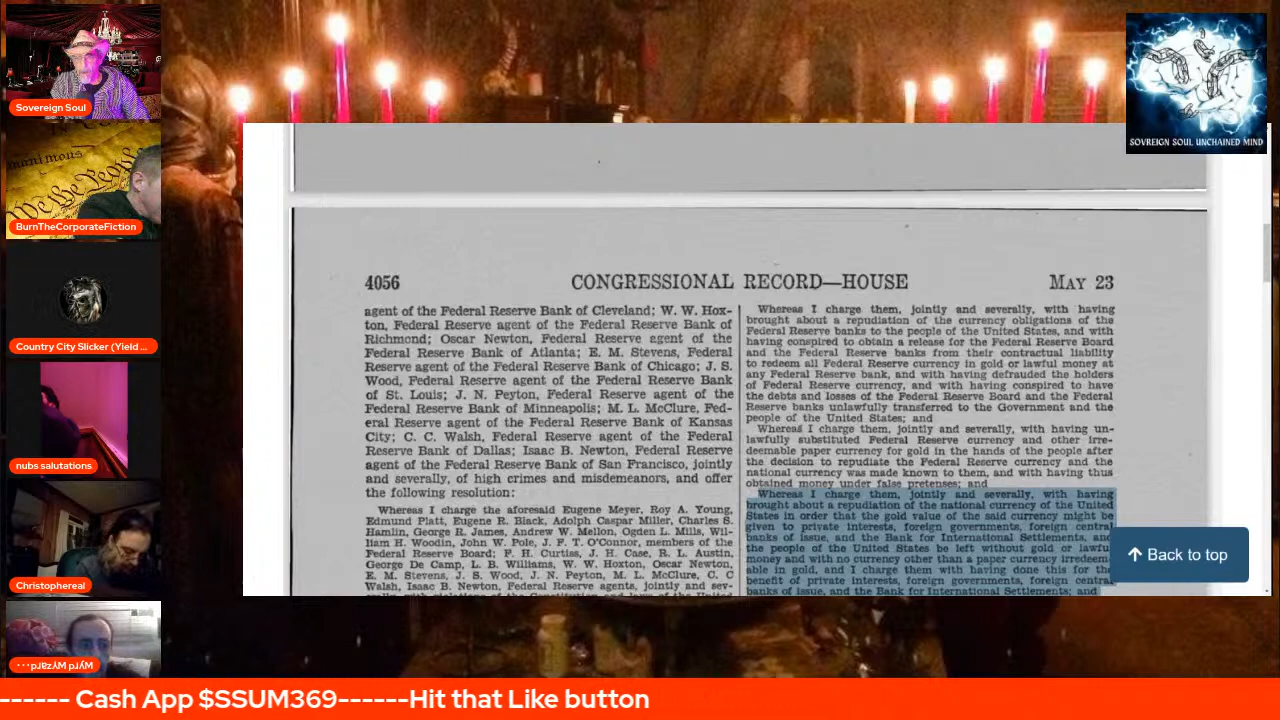 Sovereign Soul
BurnTheCorporateFiction
Country City Slicker (Yield ...
nubs salutations
Christophereal
SOVREIGN SOUL UNCHAINED MIND
We the People
4056 CONGRESSIONAL RECORD—HOUSE MAY 23
agent of the Federal Reserve Bank of Cleveland; W. W. Hox-
ton, Federal Reserve agent of the Federal Reserve Bank of
Richmond; Oscar Newton, Federal Reserve agent of the
Federal Reserve Bank of Atlanta; E. M. Stevens, Federal
Reserve agent of the Federal Reserve Bank of Chicago; J. S.
Wood, Federal Reserve agent of the Federal Reserve Bank
of St. Louis; J. N. Peyton, Federal Reserve agent of the
Federal Reserve Bank of Minneapolis; M. L. McClure, Fed-
eral Reserve agent of the Federal Reserve Bank of Kansas
City; C. C. Walsh, Federal Reserve agent of the Federal
Reserve Bank of Dallas; Isaac B. Newton, Federal Reserve
agent of the Federal Reserve Bank of San Francisco, jointly
and severally, of high crimes and misdemeanors, and offer
the following resolution:
Whereas I charge the aforesaid Eugene Meyer, Roy A. Young,
Edmund Platt, Eugene R. Black, Adolph Caspar Miller, Charles S.
Hamlin, George R. James, Andrew W. Mellon, Ogden L. Mills, Wil-
liam H. Woodin, John W. Pole, J. F. T. O'Connor, members of the
Federal Reserve Board; F. H. Curtiss, J. H. Case, R. L. Austin,
George De Camp, L. B. Williams, W. W. Hoxton, Oscar Newton,
E. M. Stevens, J. S. Wood, J. N. Peyton, M. L. McClure, C. C
Walsh, Isaac B. Newton, Federal Reserve agents, jointly and sev-
Whereas I charge them, jointly and severally, with having
brought about a repudiation of the currency obligations of the
Federal Reserve banks to the people of the United States, and with
having conspired to obtain a release for the Federal Reserve Board
and the Federal Reserve banks from their contractual liability
to redeem all Federal Reserve currency in gold or lawful money at
any Federal Reserve bank, and with having defrauded the holders
of Federal Reserve currency, and with having conspired to have
the debts and losses of the Federal Reserve Board and the Federal
Reserve banks unlawfully transferred to the Government and the
people of the United States; and
Whereas I charge them, jointly and severally, with having un-
lawfully substituted Federal Reserve currency and other irre-
deemable paper currency for gold in the hands of the people after
the decision to repudiate the Federal Reserve currency and the
national currency was made known to them, and with having thus
obtained money under false pretenses; and
Whereas I charge them, jointly and severally, with having
brought about a repudiation of the national currency of the United
States in order that the gold value of the said currency might be
given to private interests, foreign governments, foreign central
banks of issue, and the Bank for International Settlements, and
the people of the United States be left without gold or lawfu
money and with no currency other than a paper currency irredeem
able in gold, and I charge them with having done this for the
benefit of private interests, foreign governments, foreign central
banks of issue, and the Bank for International Settlements; and
Back to top
------ Cash App $SSUM369------Hit that Like button